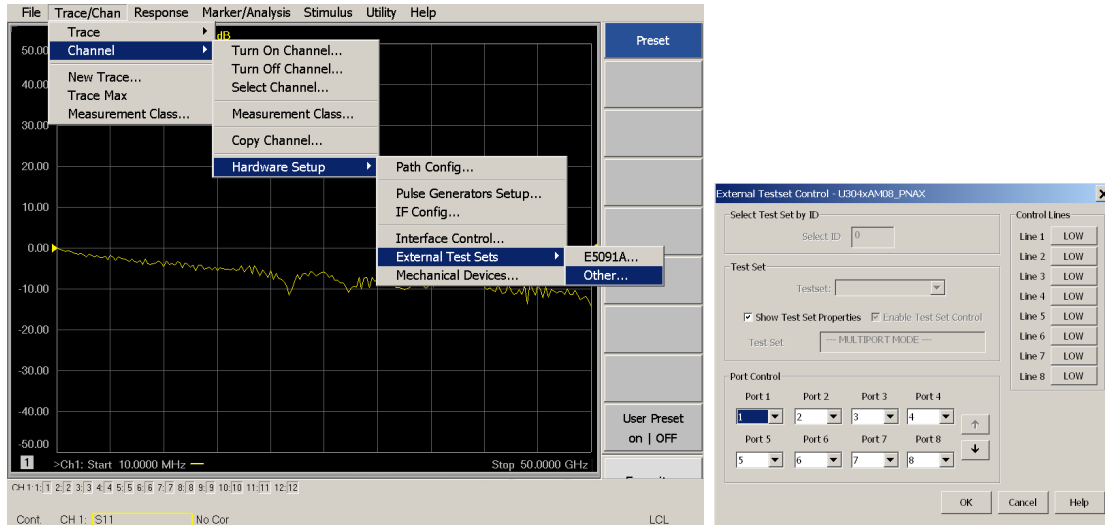 File Trace/Chan Response Marker/Analysis Stimulus Utility Help
Trace
Channel
New Trace...
Trace Max
Measurement Class...
dB
Turn On Channel...
Turn Off Channel...
Select Channel...
Measurement Class...
Copy Channel...
Hardware Setup
Path Config...
Pulse Generators Setup...
IF Config...
Interface Control...
External Test Sets
Mechanical Devices...
E5091A...
Other...
50.00
40.00
30.00
20.00
10.00
0.00
-10.00
-20.00
-30.00
-40.00
-50.00
1 >Ch1: Start 10.0000 MHz
Stop 50.0000 GHz
Preset
User Preset
on | OFF
CH 1: 1: 1 2: 2 3: 3 4: 4 5: 5 6: 6 7: 7 8: 8 9: 9 10:10 11:11 12:12
Cont. CH 1: S11 No Cor LCL
External Testset Control - U304xAM08_PNAX
Select Test Set by ID
Select ID 0
Test Set
Testset:
Show Test Set Properties Enable Test Set Control
Test Set --- MULTIPORT MODE ---
Port Control
Port 1 Port 2 Port 3 Port 4
1 2 3 4
Port 5 Port 6 Port 7 Port 8
5 6 7 8
Control Lines
Line 1 LOW
Line 2 LOW
Line 3 LOW
Line 4 LOW
Line 5 LOW
Line 6 LOW
Line 7 LOW
Line 8 LOW
OK Cancel Help